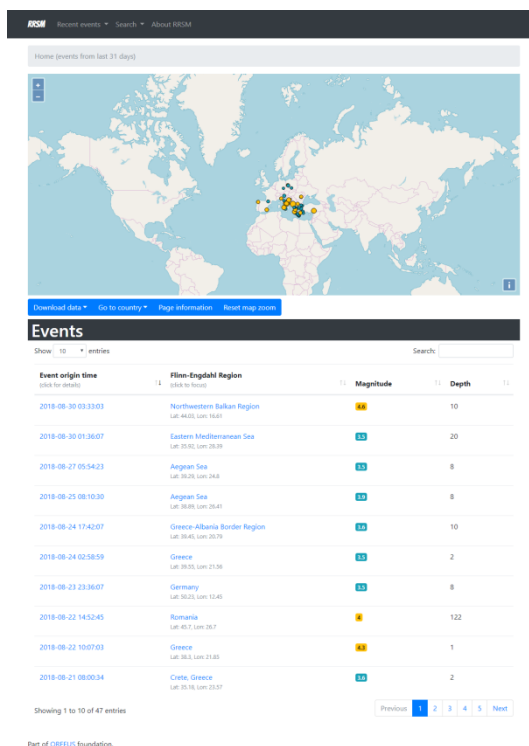 RRSM Recent events Search About RRSM
Home (events from last 31 days)
+
-
i
Download data Go to country Page information Reset map zoom
Events
Show 10 entries Search:
Event origin time Flinn-Engdahl Region Magnitude Depth
(click for details) (click to focus)
2018-08-30 03:33:03 Northwestern Balkan Region 4.6 10
Lat: 44.03, Lon: 16.61
2018-08-30 01:36:07 Eastern Mediterranean Sea 3.5 20
Lat: 35.92, Lon: 28.39
2018-08-27 05:54:23 Aegean Sea 3.5 8
Lat: 39.29, Lon: 24.8
2018-08-25 08:10:30 Aegean Sea 3.9 8
Lat: 38.89, Lon: 26.41
2018-08-24 17:42:07 Greece-Albania Border Region 3.6 10
Lat: 39.45, Lon: 20.79
2018-08-24 02:58:59 Greece 3.5 2
Lat: 39.55, Lon: 21.56
2018-08-23 23:36:07 Germany 3.5 8
Lat: 50.23, Lon: 12.45
2018-08-22 14:52:45 Romania 4 122
Lat: 45.7, Lon: 26.7
2018-08-22 10:07:03 Greece 4.3 1
Lat: 38.3, Lon: 21.83
2018-08-21 08:00:34 Crete, Greece 3.6 2
Lat: 35.16, Lon: 23.57
Showing 1 to 10 of 47 entries Previous 1 2 3 4 5 Next
Part of ORFEUS foundation.